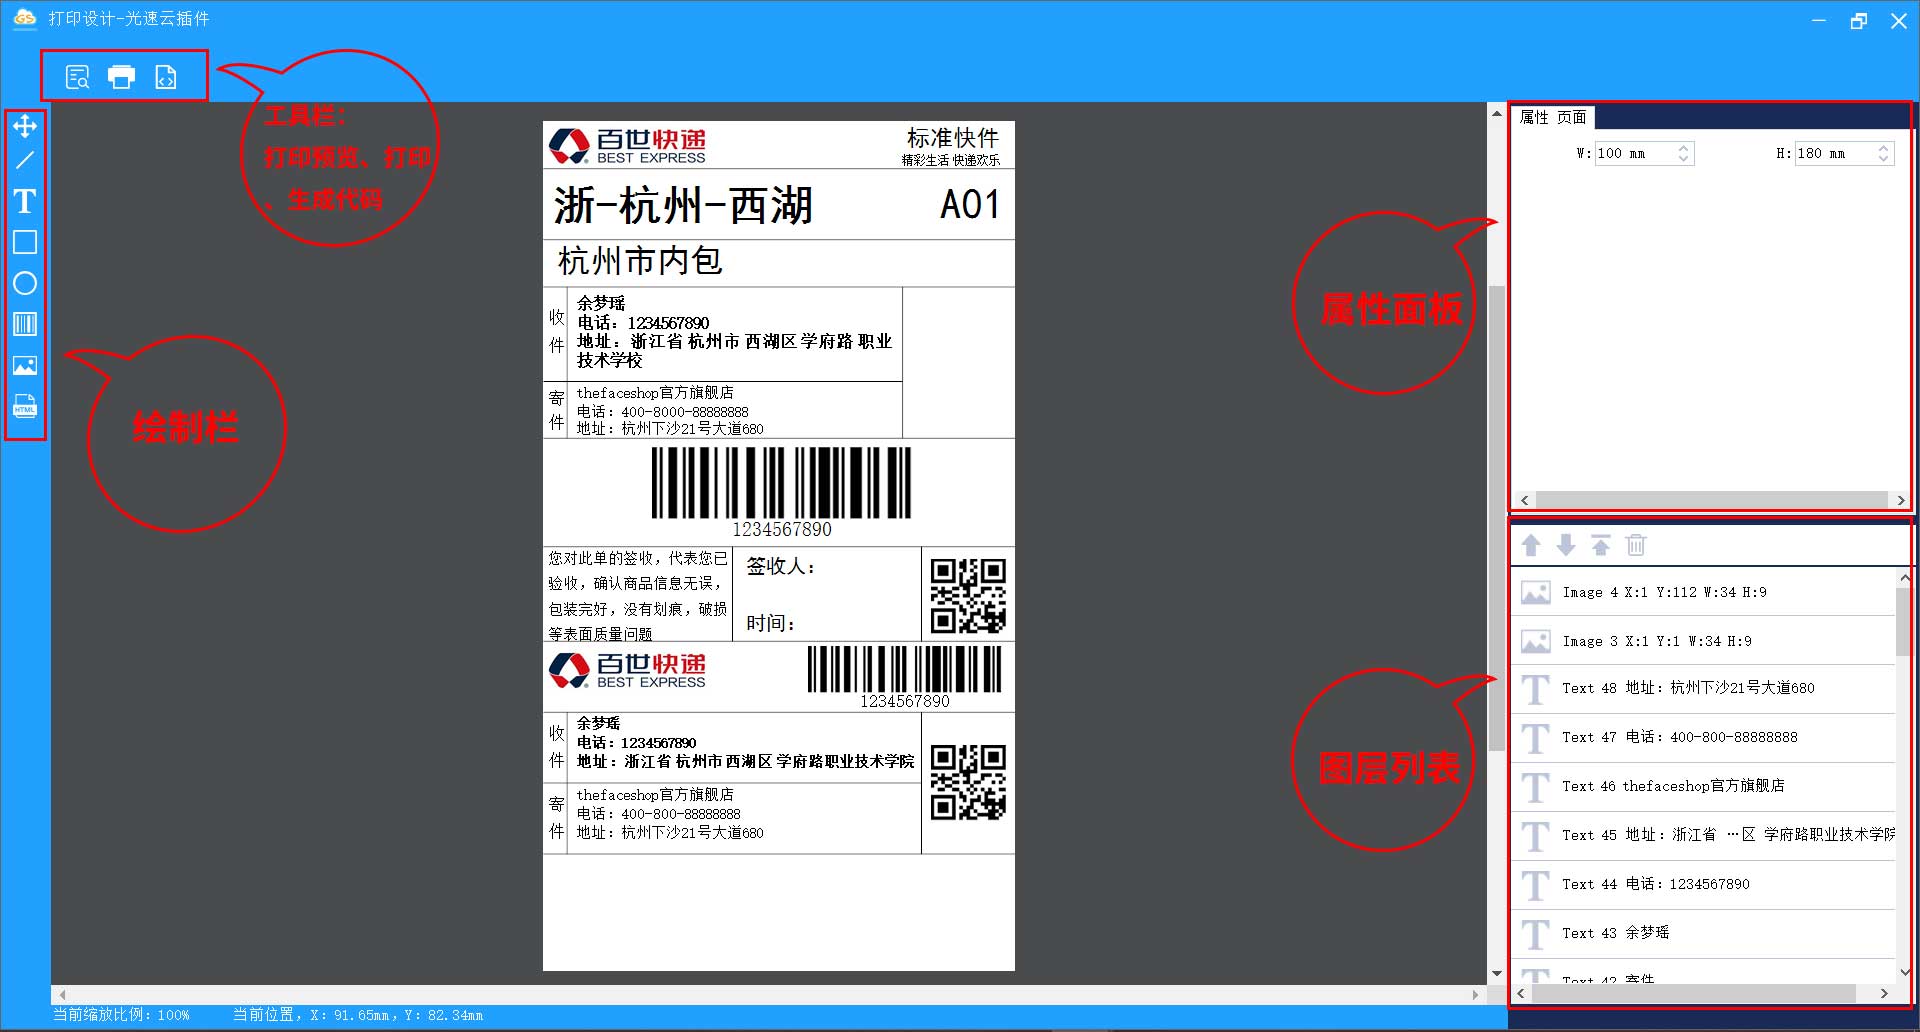 打印设计-光速云插件
工具栏：
打印预览、打印
、生成代码
绘制栏
HTML
百世快递
BEST EXPRESS
标准快件
精彩生活 快递欢乐
浙-杭州-西湖
A01
杭州市内包
收件
余梦瑶
电话：1234567890
地址：浙江省 杭州市 西湖区 学府路 职业
技术学校
寄件
thefaceshop官方旗舰店
电话：400-8000-88888888
地址：杭州下沙21号大道680
1234567890
您对此单的签收，代表您已
验收，确认商品信息无误，
包装完好，没有划痕，破损
等表面质量问题
签收人：
时间：
百世快递
BEST EXPRESS
1234567890
收件
余梦瑶
电话：1234567890
地址：浙江省 杭州市 西湖区 学府路职业技术学院
寄件
thefaceshop官方旗舰店
电话：400-800-88888888
地址：杭州下沙21号大道680
属性面板
图层列表
属性 页面
W: 100 mm
H: 180 mm
Image 4 X:1 Y:112 W:34 H:9
Image 3 X:1 Y:1 W:34 H:9
Text 48 地址：杭州下沙21号大道680
Text 47 电话：400-800-88888888
Text 46 thefaceshop官方旗舰店
Text 45 地址：浙江省 …区 学府路职业技术学院
Text 44 电话：1234567890
Text 43 余梦瑶
Text 42 寄件
当前缩放比例：100%
当前位置，X：91.65mm，Y：82.34mm